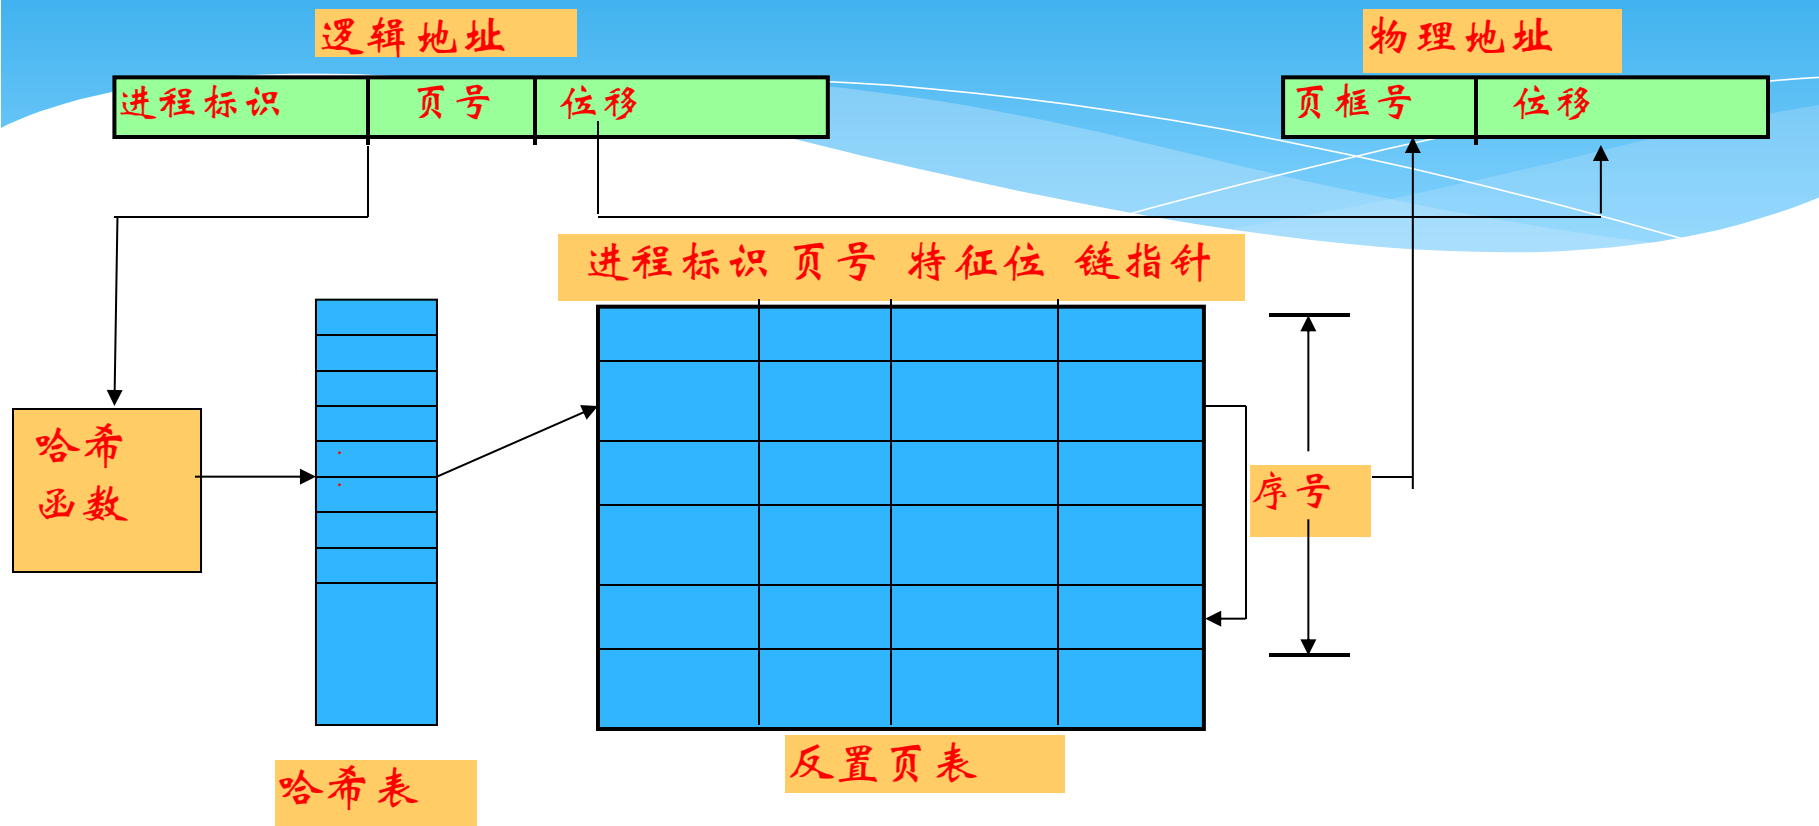 逻辑地址 物理地址
进程标识 页号 位移 页框号 位移
进程标识 页号 特征位 链指针
哈希
函数
序号
反置页表
哈希表